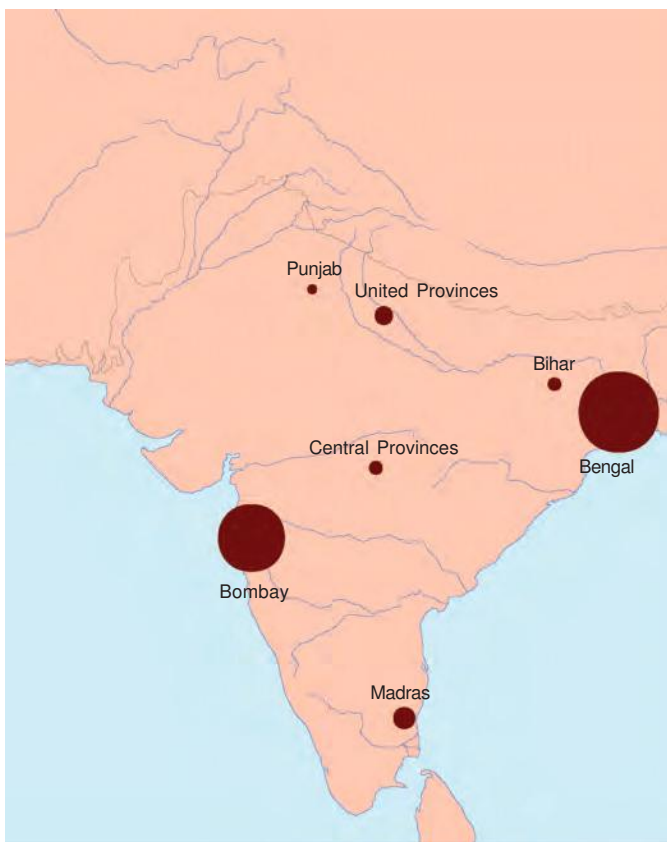 Punjab
United Provinces
Bihar
Central Provinces
Bengal
Bombay
Madras